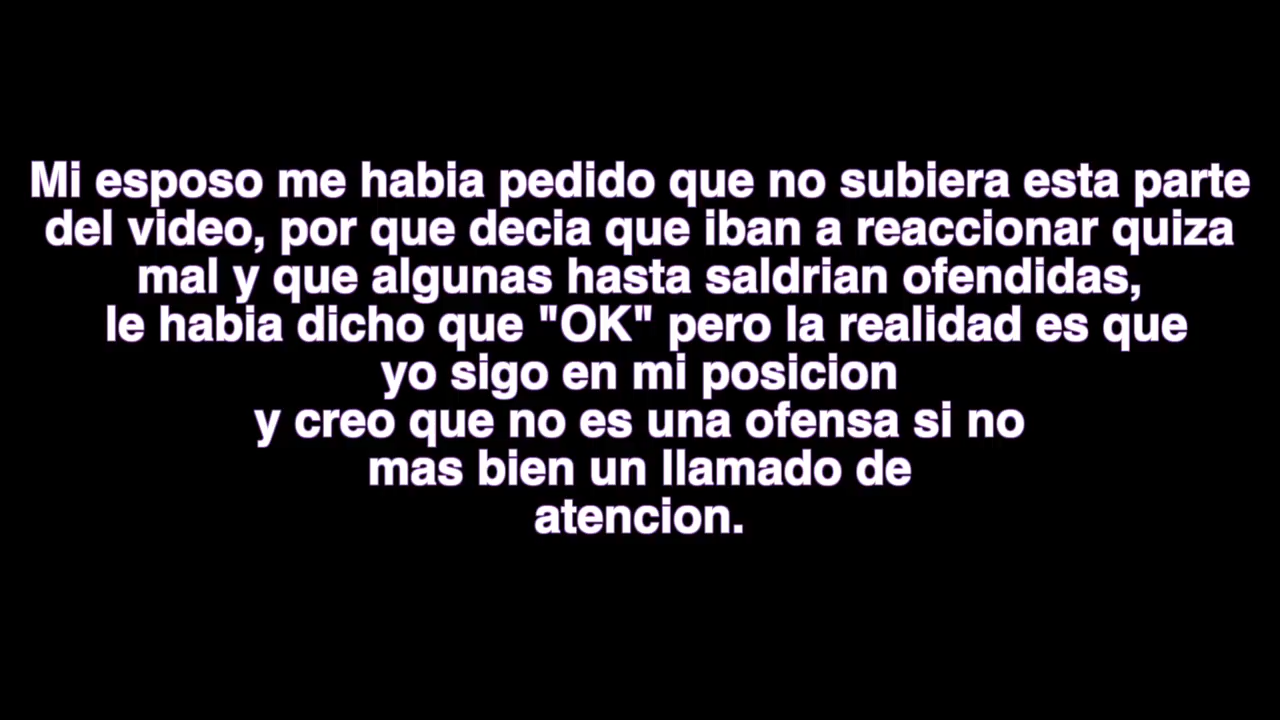 Mi esposo me habia pedido que no subiera esta parte
del video, por que decia que iban a reaccionar quiza
mal y que algunas hasta saldrian ofendidas,
le habia dicho que "OK" pero la realidad es que
yo sigo en mi posicion
y creo que no es una ofensa si no
mas bien un llamado de
atencion.